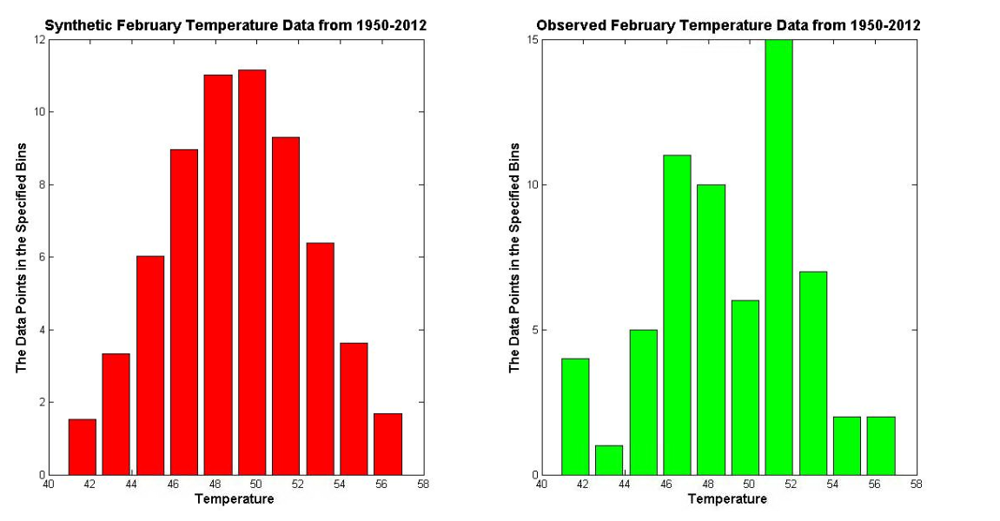 Synthetic February Temperature Data from 1950-2012
12
10
8
6
4
2
0
40 42 44 46 48 50 52 54 56 58
The Data Points in the Specified Bins
Temperature
Observed February Temperature Data from 1950-2012
15
10
5
0
40 42 44 46 48 50 52 54 56 58
The Data Points in the Specified Bins
Temperature